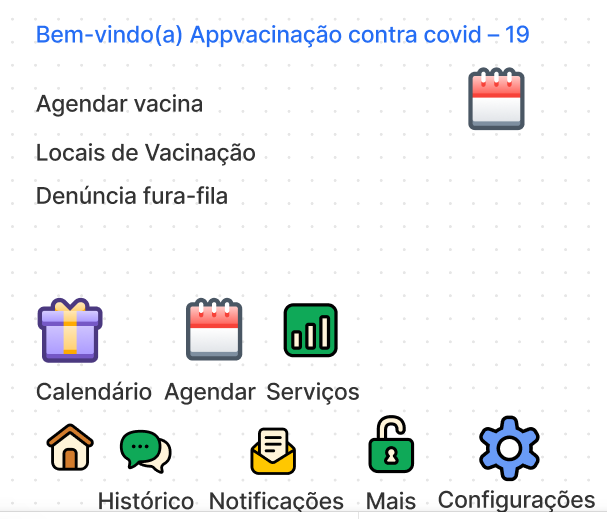 Bem-vindo(a) Appvacinação contra covid – 19
Agendar vacina
Locais de Vacinação
Denúncia fura-fila
Calendário Agendar Serviços
Histórico Notificações Mais Configurações